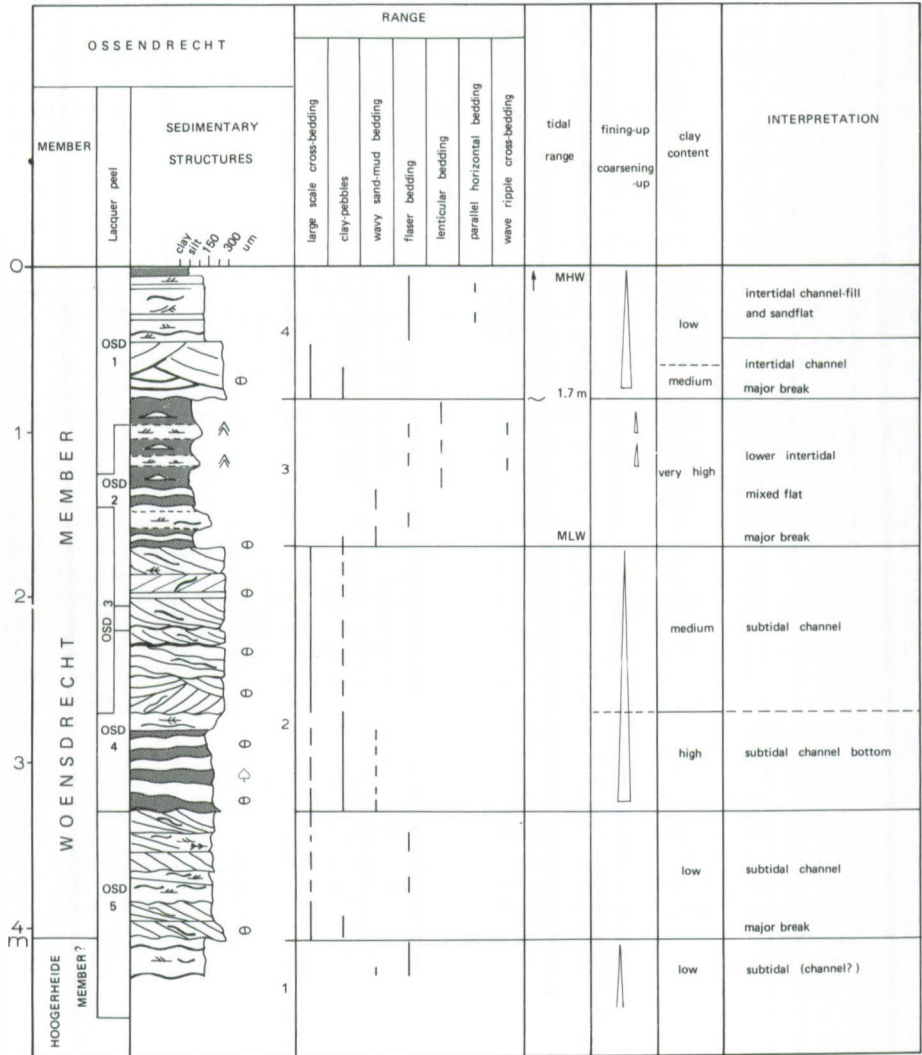 OSSENDRECHT
RANGE
MEMBER
Lacquer peel
SEDIMENTARY
STRUCTURES
clay
silt
150
300
um
large scale cross-bedding
clay-pebbles
wavy sand-mud bedding
flaser bedding
lenticular bedding
parallel horizontal bedding
wave ripple cross-bedding
tidal
range
fining-up
coarsening
-up
clay
content
INTERPRETATION
0
1
2
3
4
m
WOENSDRECHT MEMBER
HOOGERHEIDE
MEMBER?
OSD
1
OSD
2
OSD 3
OSD
4
OSD
5
4
3
2
1
MHW
1.7 m
MLW
low
medium
very high
medium
high
low
low
intertidal channel-fill
and sandflat
intertidal channel
major break
lower intertidal
mixed flat
major break
subtidal channel
subtidal channel bottom
subtidal channel
major break
subtidal (channel?)